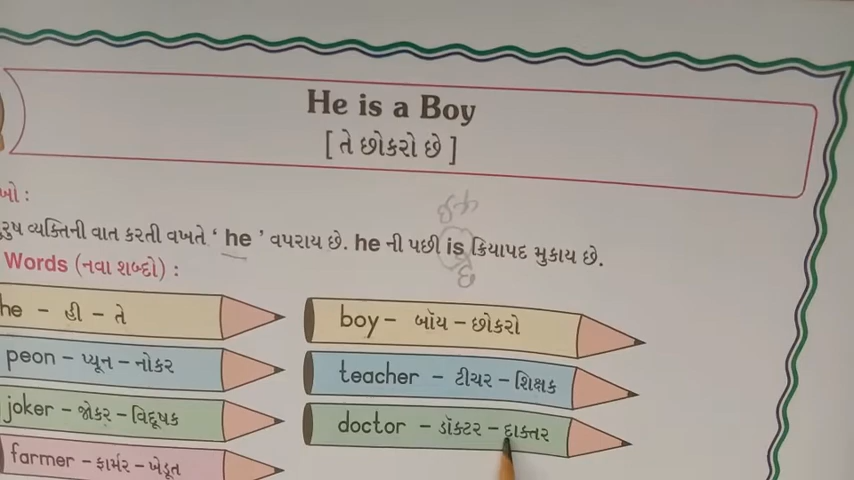 He is a Boy
[ તે છોકરો છે ]
વ્યક્તિની વાત કરતી વખતે ‘ he ’ વપરાય છે. he ની પછી is ક્રિયાપદ મુકાય છે.
છે
Words (નવા શબ્દો) :
he – હી – તે
boy – બૉય – છોકરો
peon – પ્યૂન – નોકર
teacher – ટીચર – શિક્ષક
joker – જોકર – વિદૂષક
doctor – ડૉક્ટર – દાક્તર
farmer – ફાર્મર – ખેડૂત